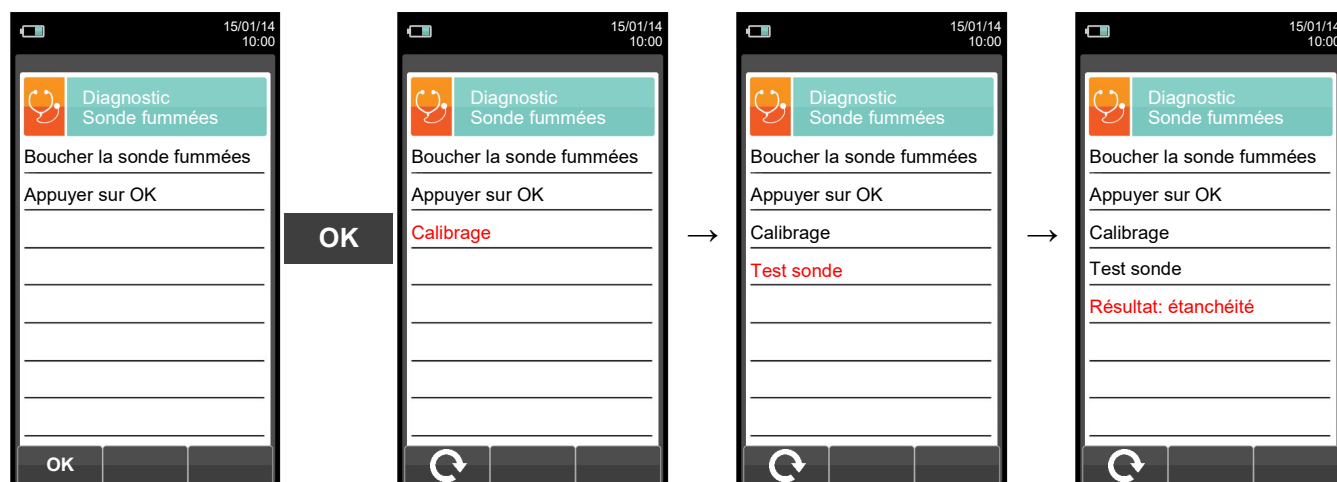 15/01/14
10:00
Diagnostic
Sonde fummées
Boucher la sonde fummées
Appuyer sur OK
OK
OK
15/01/14
10:00
Diagnostic
Sonde fummées
Boucher la sonde fummées
Appuyer sur OK
Calibrage
→
15/01/14
10:00
Diagnostic
Sonde fummées
Boucher la sonde fummées
Appuyer sur OK
Calibrage
Test sonde
→
15/01/14
10:00
Diagnostic
Sonde fummées
Boucher la sonde fummées
Appuyer sur OK
Calibrage
Test sonde
Résultat: étanchéité